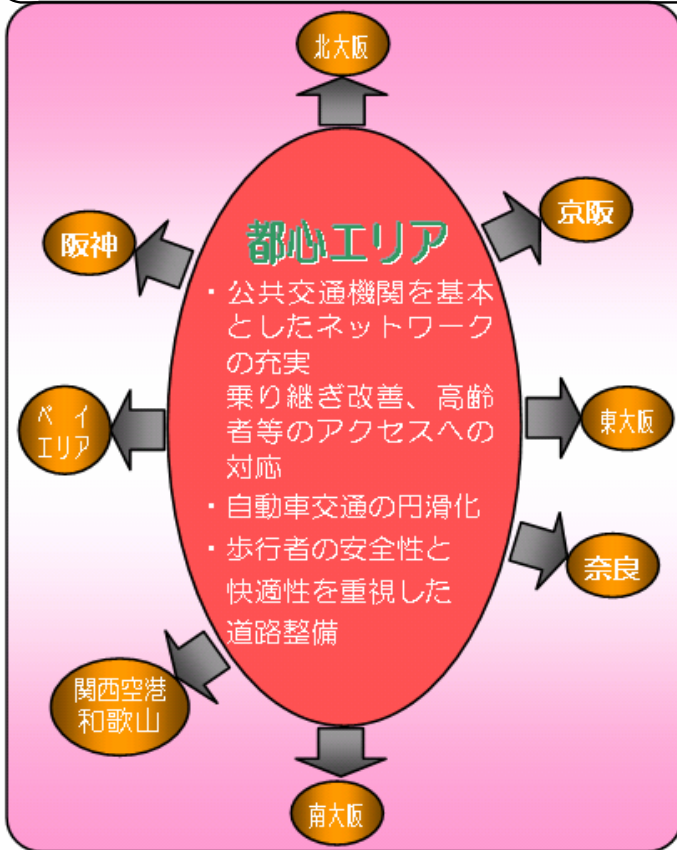 北大阪
京阪
阪神
都心エリア
・公共交通機関を基本
としたネットワーク
の充実
乗り継ぎ改善、高齢
者等のアクセスへの
対応
・自動車交通の円滑化
・歩行者の安全性と
快適性を重視した
道路整備
ベイ
エリア
東大阪
奈良
関西空港
和歌山
南大阪